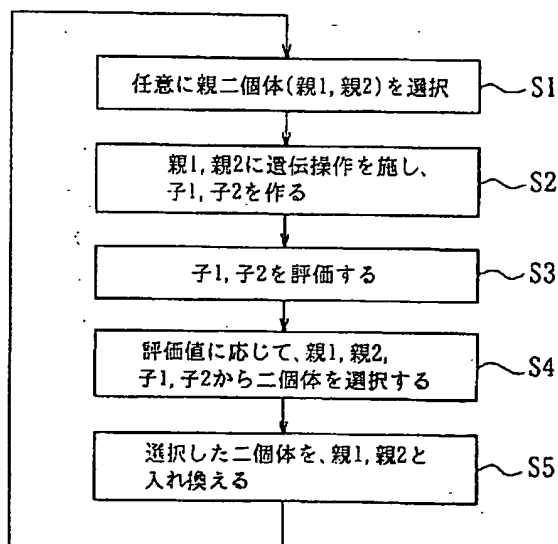 任意に親二個体(親1,親2)を選択
S1
親1,親2に遺伝操作を施し、
子1,子2を作る
S2
子1,子2を評価する
S3
評価値に応じて、親1,親2,
子1,子2から二個体を選択する
S4
選択した二個体を、親1,親2と
入れ換える
S5